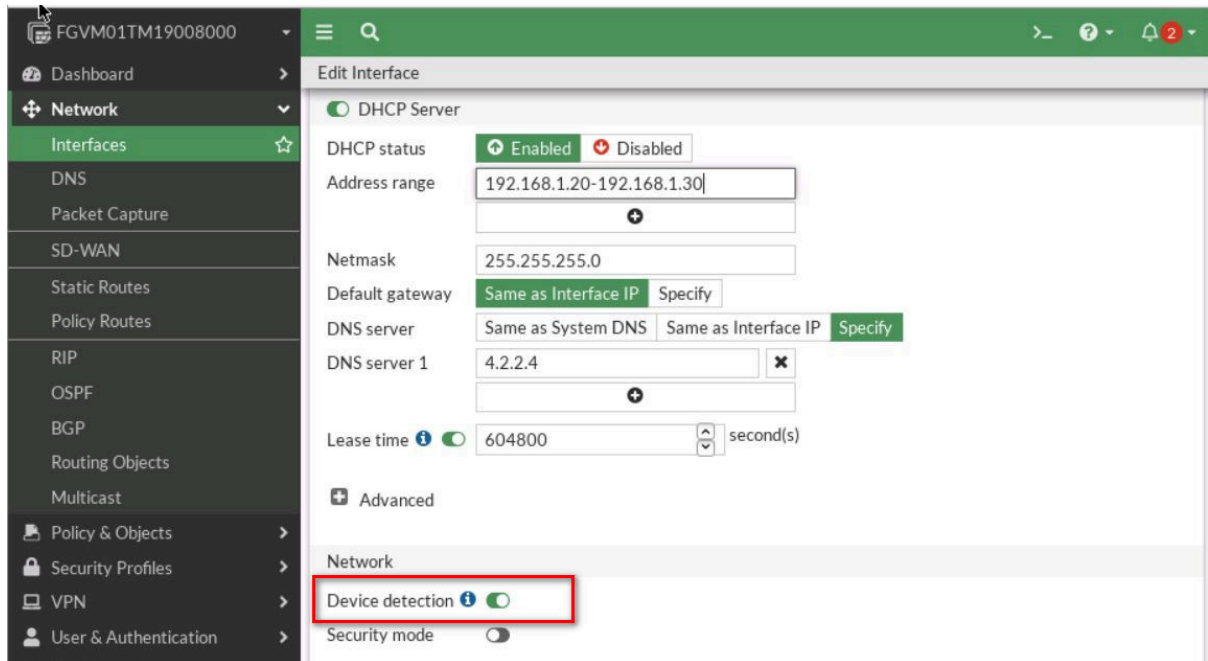 FGVM01TM19008000
>_ ? 2
Dashboard
Network
Interfaces
DNS
Packet Capture
SD-WAN
Static Routes
Policy Routes
RIP
OSPF
BGP
Routing Objects
Multicast
Policy & Objects
Security Profiles
VPN
User & Authentication
Edit Interface
DHCP Server
DHCP status Enabled Disabled
Address range 192.168.1.20-192.168.1.30
Netmask 255.255.255.0
Default gateway Same as Interface IP Specify
DNS server Same as System DNS Same as Interface IP Specify
DNS server 1 4.2.2.4
Lease time 604800 second(s)
Advanced
Network
Device detection
Security mode